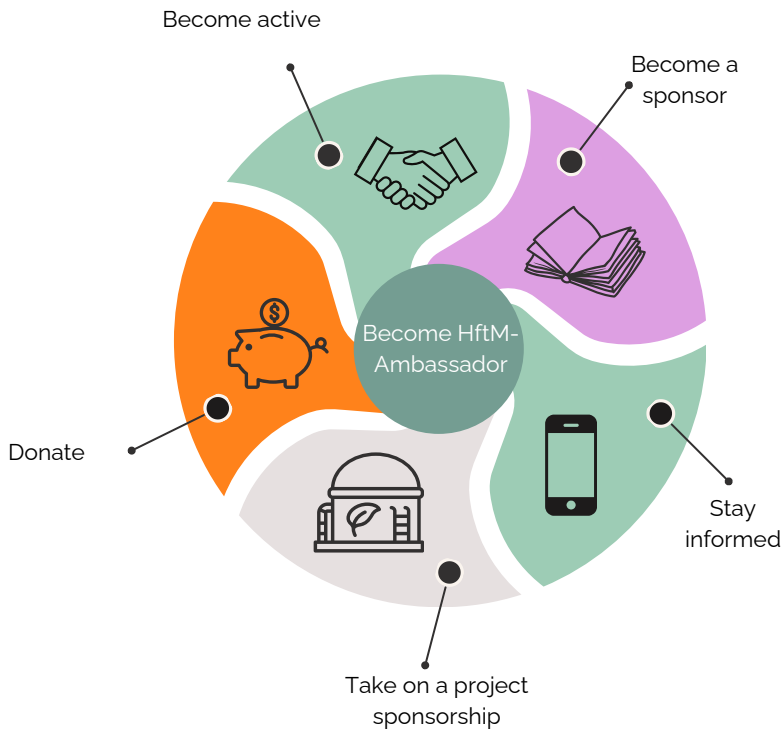 Become active
Become a
sponsor
Become HftM-
Ambassador
$
Donate
Stay
informed
Take on a project
sponsorship